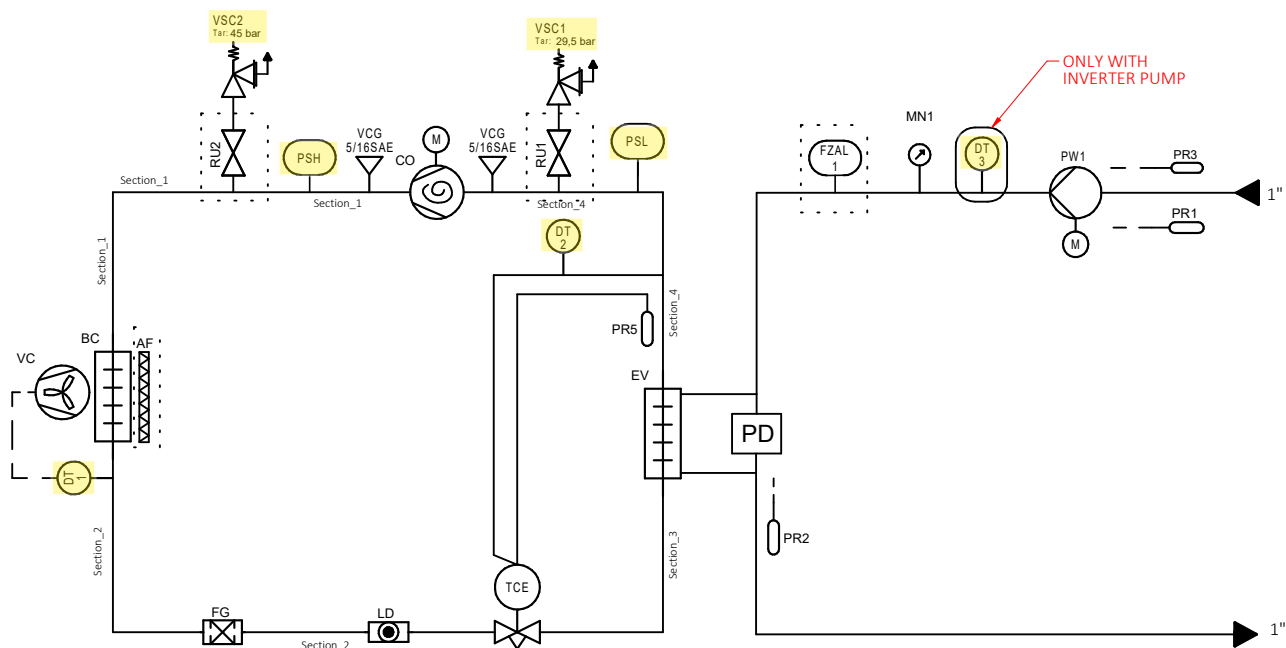 VSC2
Tar: 45 bar
VSC1
Tar: 29,5 bar
ONLY WITH
INVERTER PUMP
RU2
PSH
VCG
5/16SAE
CO
M
VCG
5/16SAE
RU1
PSL
FZAL
1
MN1
DT
3
PW1
PR3
1"
PR1
M
Section_1
Section_1
Section_4
DT
2
Section_1
Section_4
PR5
VC
BC
AF
EV
PD
DT
1
Section_2
Section_3
PR2
TCE
FG
LD
Section_2
1"